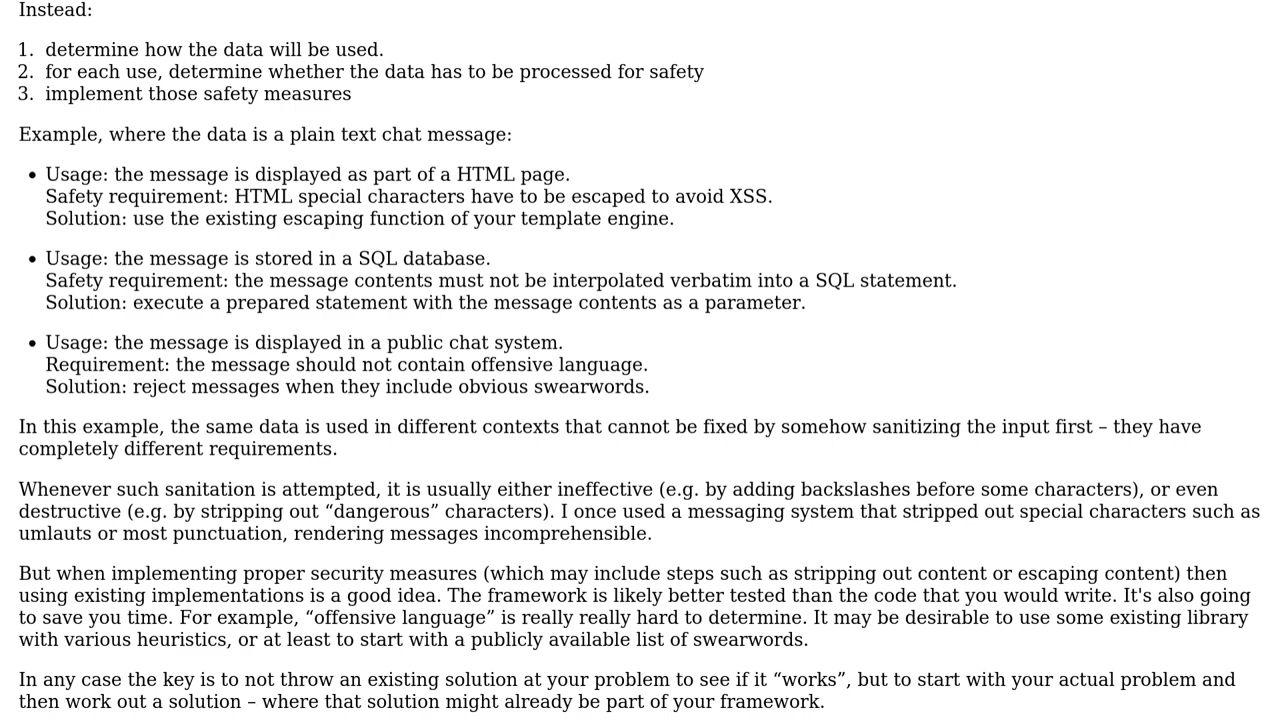 Instead:
1. determine how the data will be used.
2. for each use, determine whether the data has to be processed for safety
3. implement those safety measures
Example, where the data is a plain text chat message:
• Usage: the message is displayed as part of a HTML page.
Safety requirement: HTML special characters have to be escaped to avoid XSS.
Solution: use the existing escaping function of your template engine.
• Usage: the message is stored in a SQL database.
Safety requirement: the message contents must not be interpolated verbatim into a SQL statement.
Solution: execute a prepared statement with the message contents as a parameter.
• Usage: the message is displayed in a public chat system.
Requirement: the message should not contain offensive language.
Solution: reject messages when they include obvious swearwords.
In this example, the same data is used in different contexts that cannot be fixed by somehow sanitizing the input first – they have
completely different requirements.
Whenever such sanitation is attempted, it is usually either ineffective (e.g. by adding backslashes before some characters), or even
destructive (e.g. by stripping out “dangerous” characters). I once used a messaging system that stripped out special characters such as
umlauts or most punctuation, rendering messages incomprehensible.
But when implementing proper security measures (which may include steps such as stripping out content or escaping content) then
using existing implementations is a good idea. The framework is likely better tested than the code that you would write. It's also going
to save you time. For example, “offensive language” is really really hard to determine. It may be desirable to use some existing library
with various heuristics, or at least to start with a publicly available list of swearwords.
In any case the key is to not throw an existing solution at your problem to see if it “works”, but to start with your actual problem and
then work out a solution – where that solution might already be part of your framework.